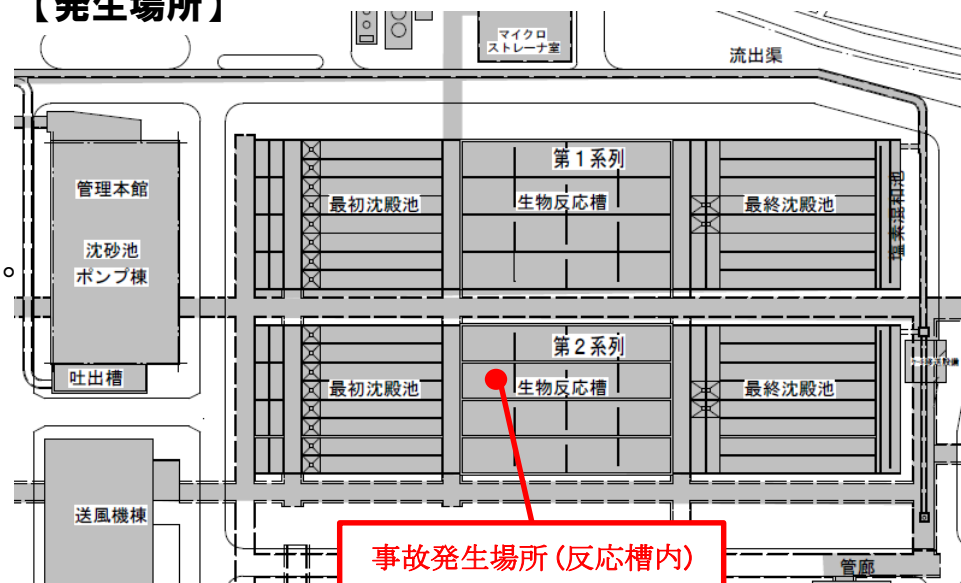 【発生場所】
マイクロ
ストレーナ室
流出渠
第1系列
管理本館
最初沈殿池
生物反応槽
最終沈殿池
塩素混和池
沈砂池
ポンプ棟
。
第2系列
吐出槽
最初沈殿池
生物反応槽
最終沈殿池
送風機棟
事故発生場所(反応槽内)
管廊